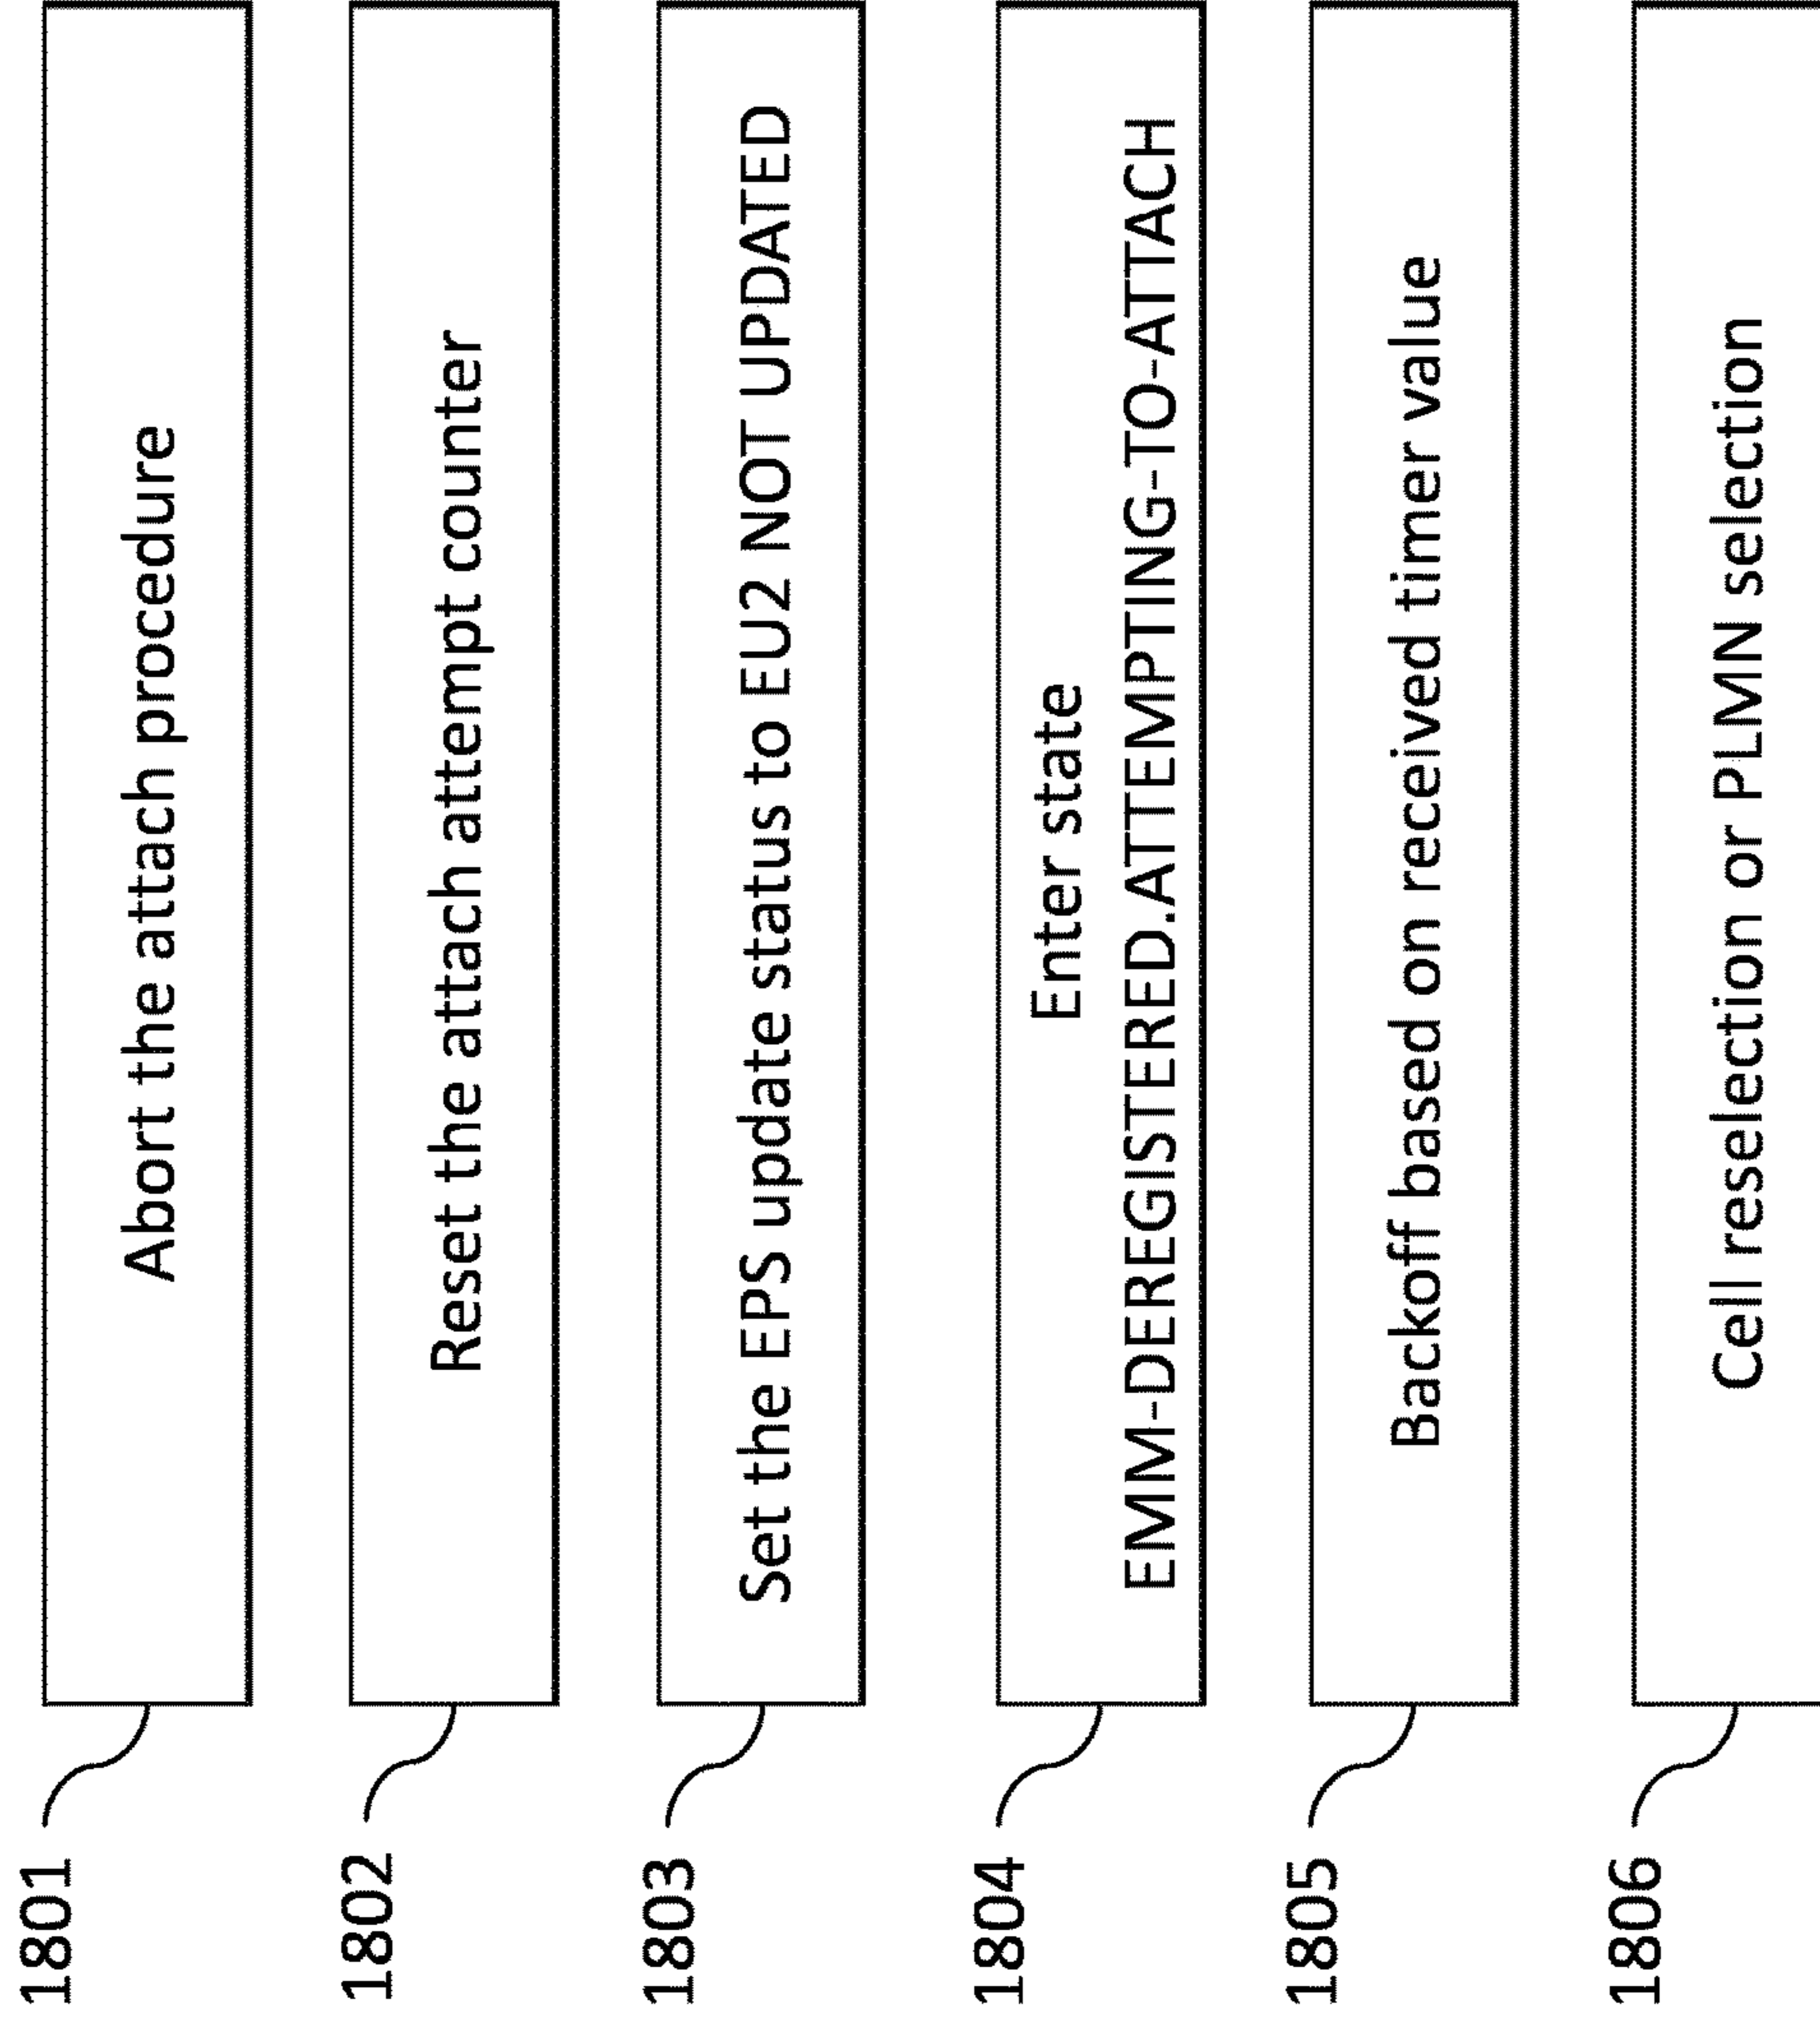 1801
Abort the attach procedure
1802
Reset the attach attempt counter
1803
Set the EPS update status to EU2 NOT UPDATED
1804
Enter state
EMM-DEREGISTERED.ATTEMPTING-TO-ATTACH
1805
Backoff based on received timer value
1806
Cell reselection or PLMN selection